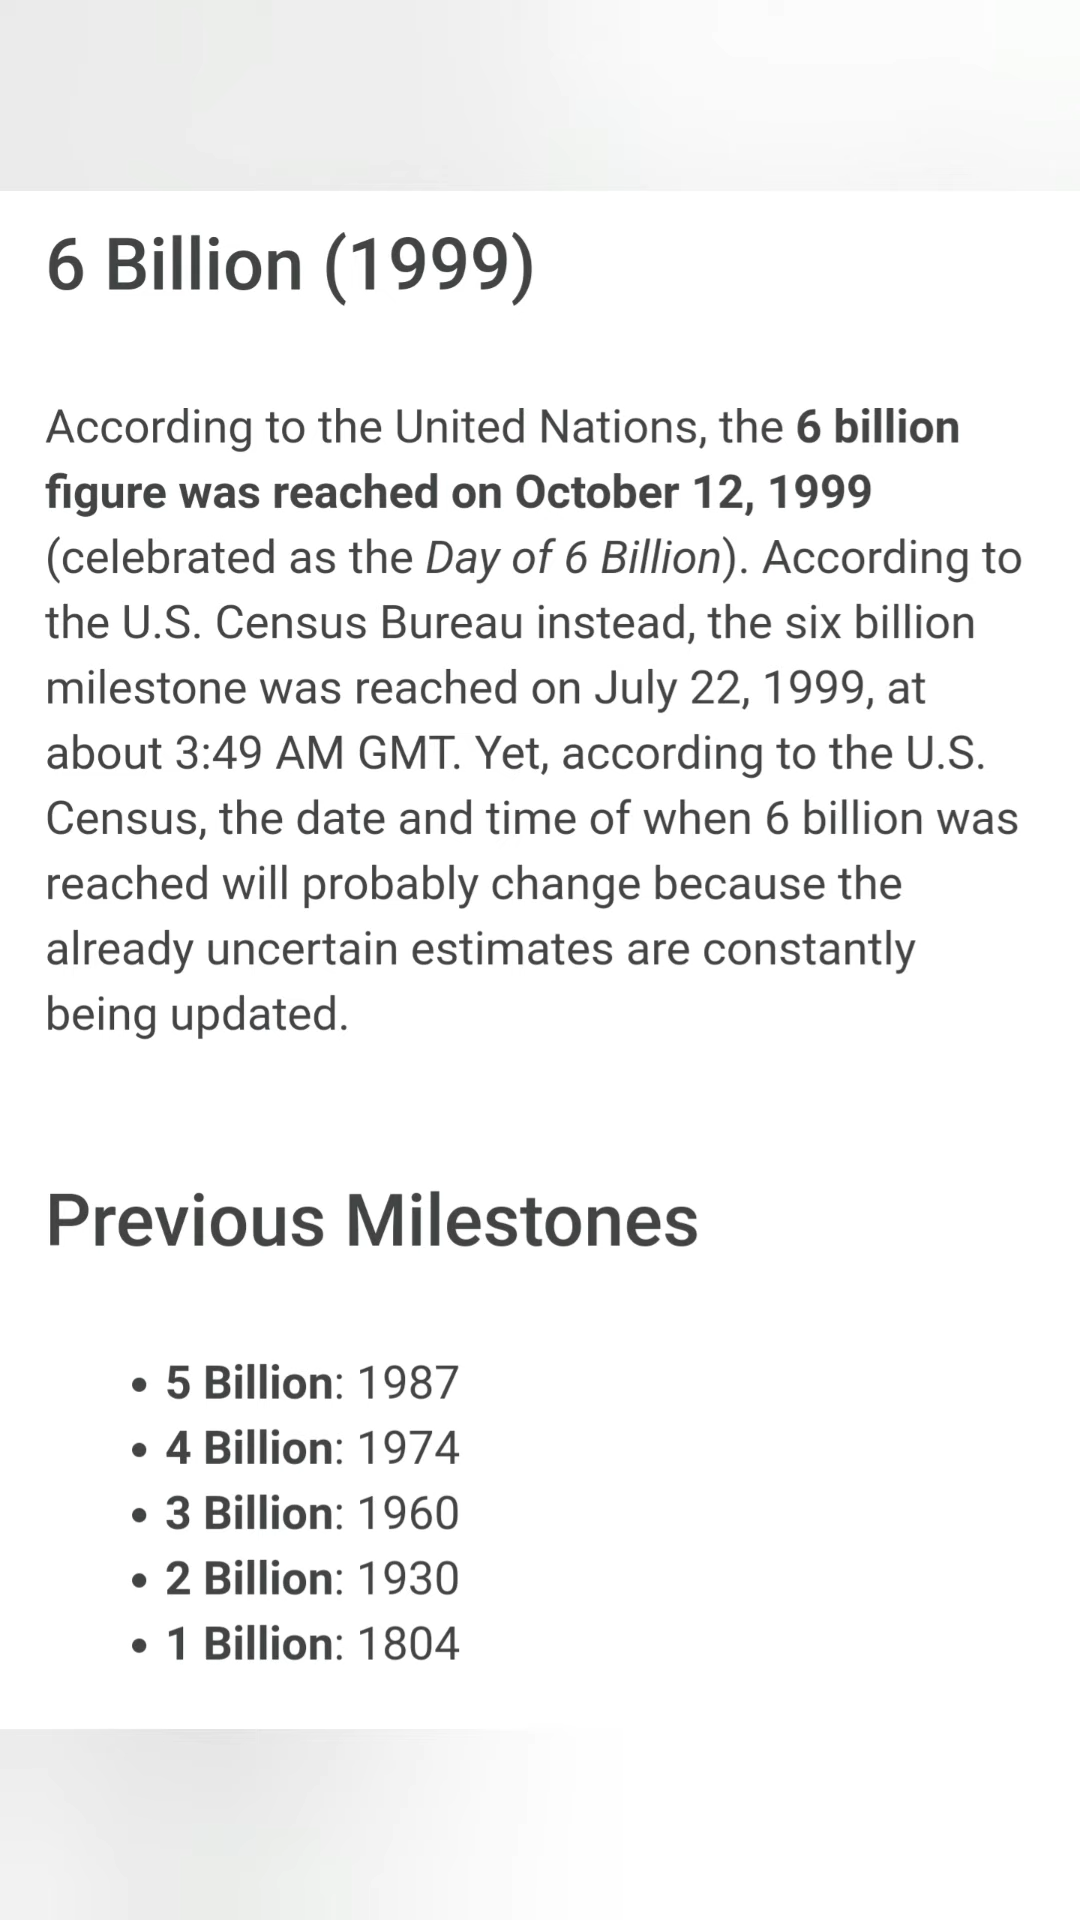 6 Billion (1999)
According to the United Nations, the 6 billion
figure was reached on October 12, 1999
(celebrated as the Day of 6 Billion). According to
the U.S. Census Bureau instead, the six billion
milestone was reached on July 22, 1999, at
about 3:49 AM GMT. Yet, according to the U.S.
Census, the date and time of when 6 billion was
reached will probably change because the
already uncertain estimates are constantly
being updated.
Previous Milestones
• 5 Billion: 1987
• 4 Billion: 1974
• 3 Billion: 1960
• 2 Billion: 1930
• 1 Billion: 1804